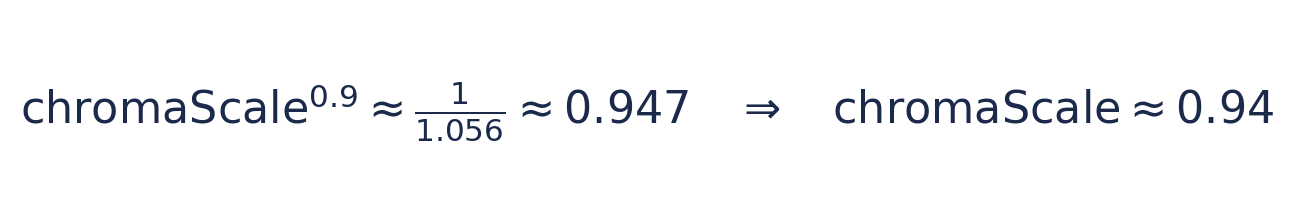 chromaScale^0.9 ≈ 1/1.056 ≈ 0.947 ⇒ chromaScale ≈ 0.94